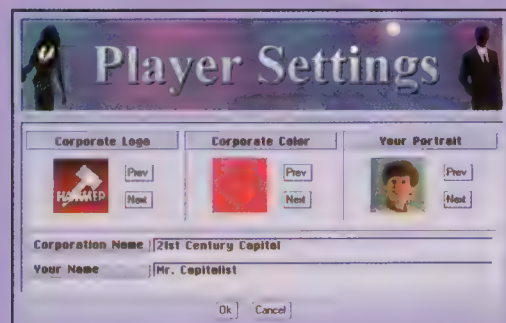 Player Settings
Corporate Logo Corporate Color Your Portrait
Prev Prev Prev
HAMMER
Next Next Next
Corporation Name 21st Century Capital
Your Name Mr. Capitalist
Ok Cancel